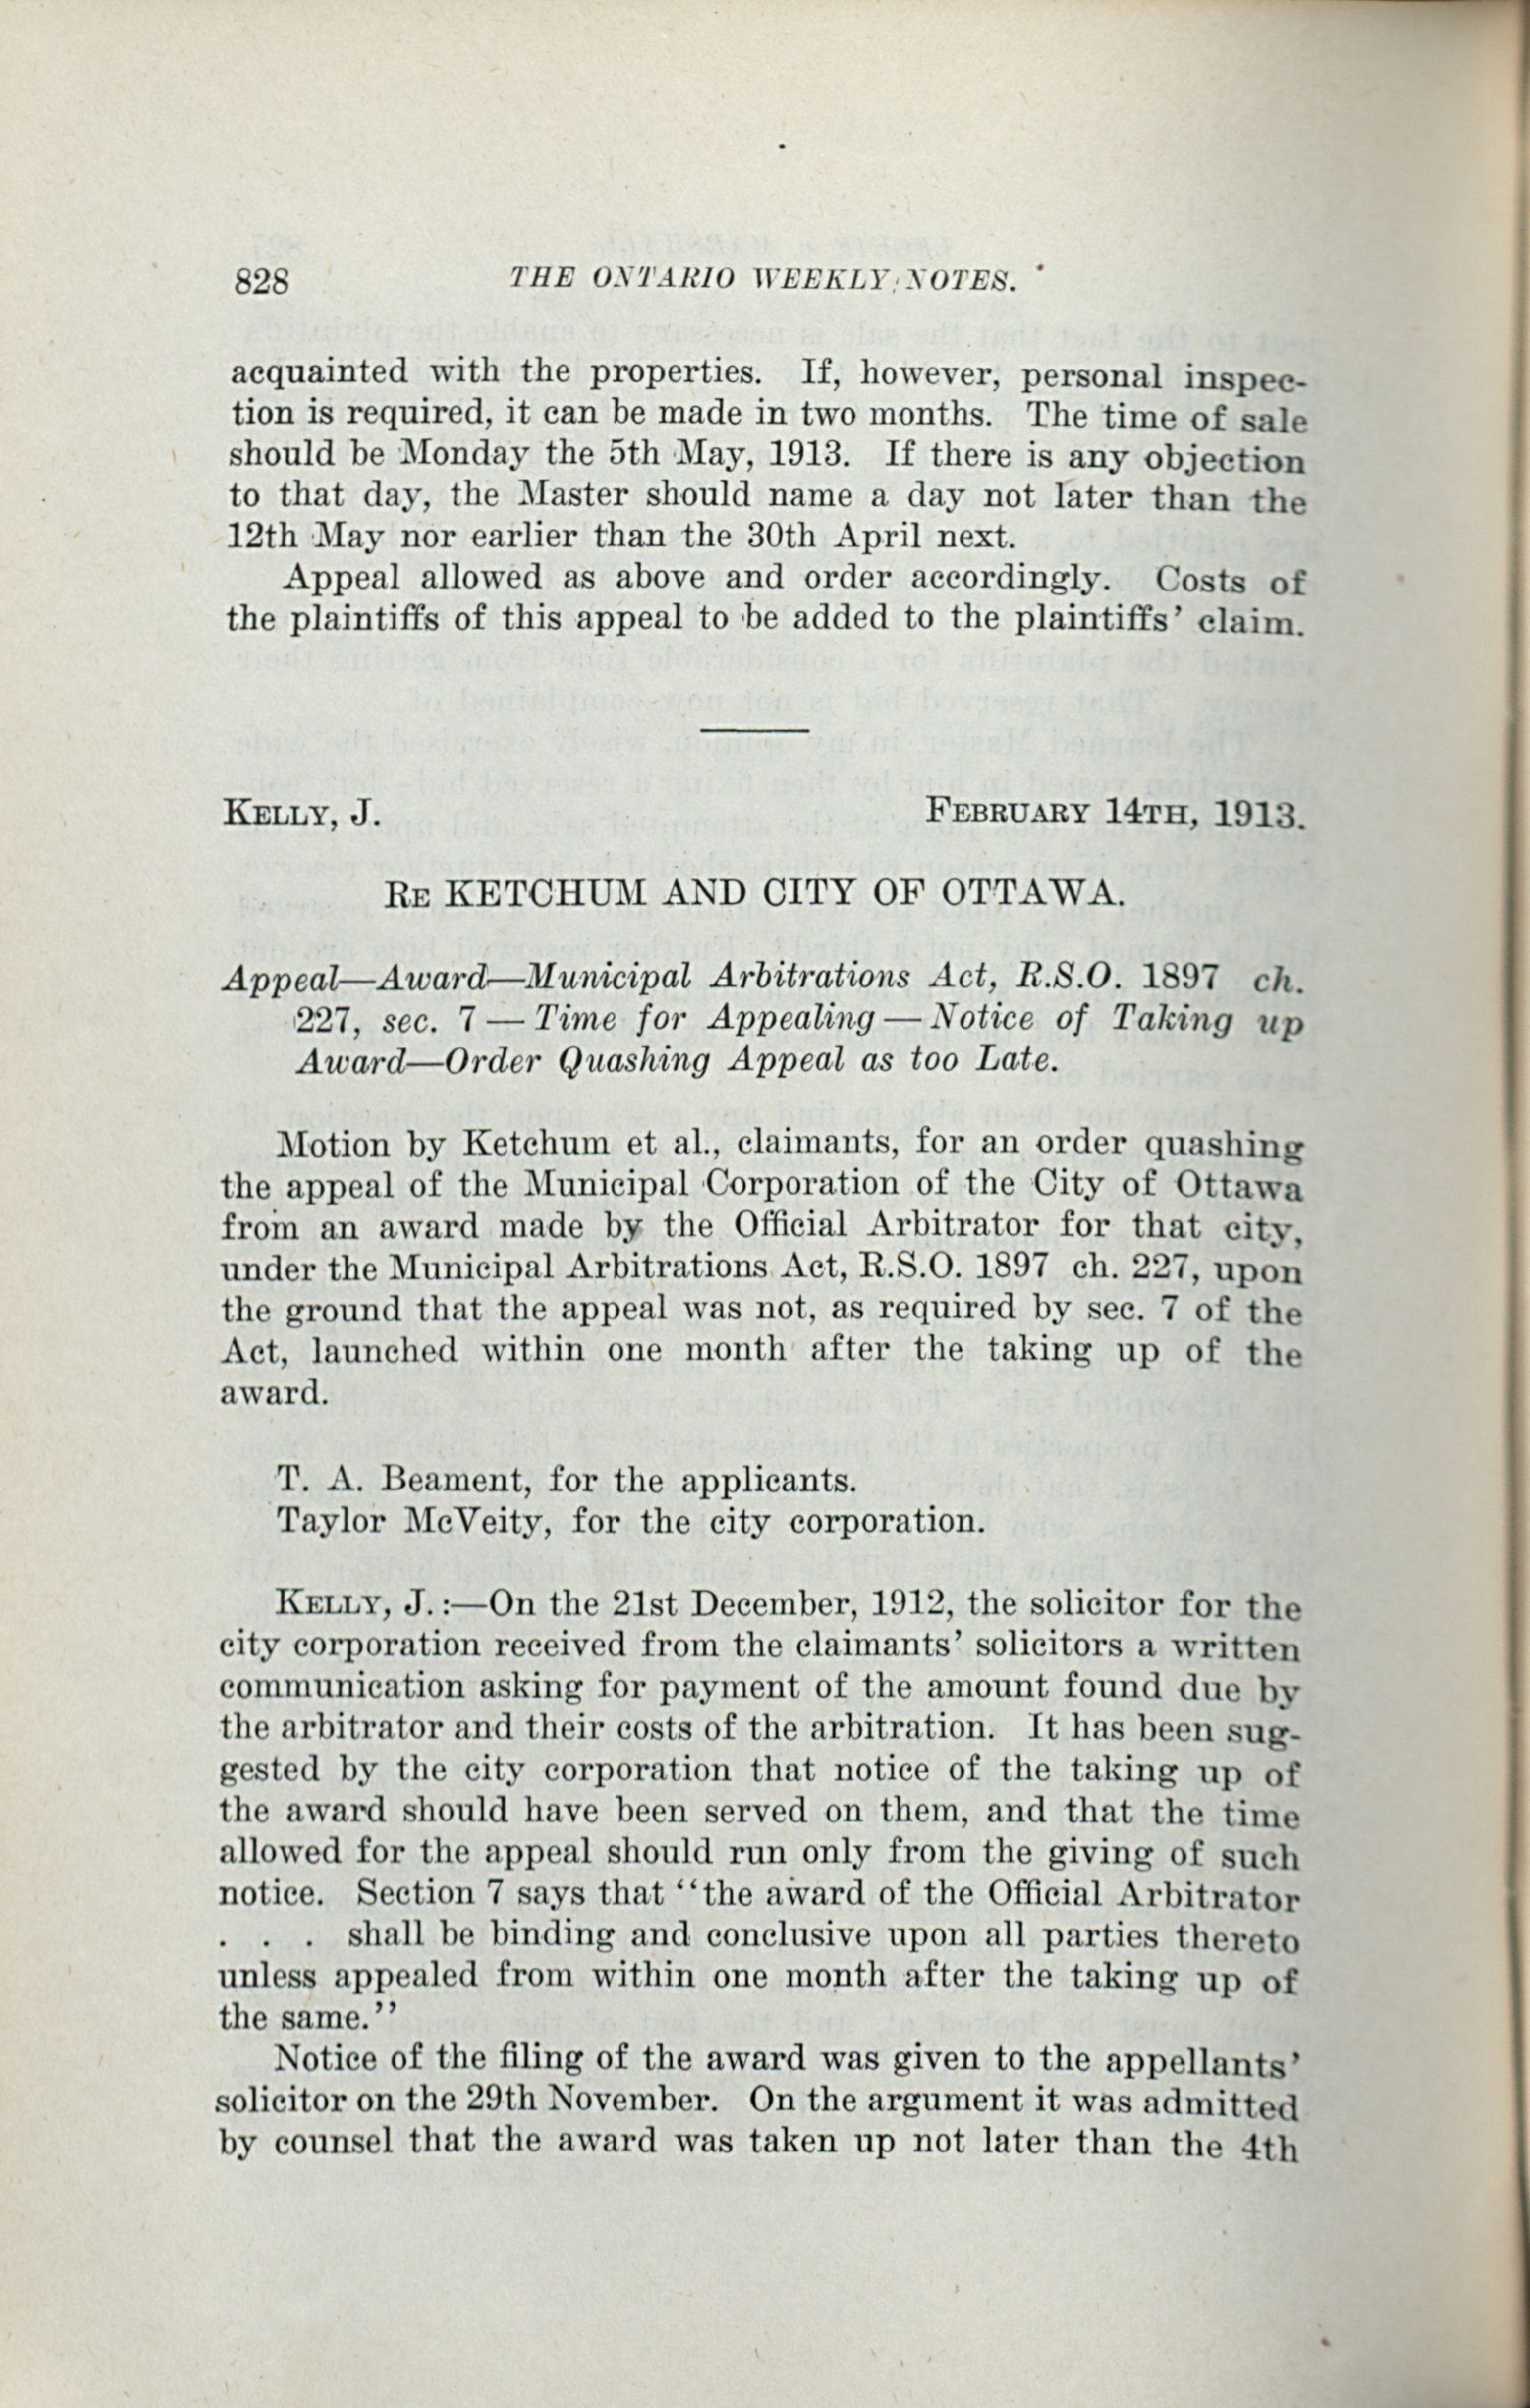 828 THE ONTARIO WEEKLY NOTES.
acquainted with the properties. If, however, personal inspec-
tion is required, it can be made in two months. The time of sale
should be Monday the 5th May, 1913. If there is any objection
to that day, the Master should name a day not later than the
12th May nor earlier than the 30th April next.
Appeal allowed as above and order accordingly. Costs of
the plaintiffs of this appeal to be added to the plaintiffs' claim.
KELLY, J. FEBRUARY 14TH, 1913.
RE KETCHUM AND CITY OF OTTAWA.
Appeal—Award—Municipal Arbitrations Act, R.S.O. 1897 ch.
227, sec. 7 — Time for Appealing — Notice of Taking up
Award—Order Quashing Appeal as too Late.
Motion by Ketchum et al., claimants, for an order quashing
the appeal of the Municipal Corporation of the City of Ottawa
from an award made by the Official Arbitrator for that city,
under the Municipal Arbitrations Act, R.S.O. 1897 ch. 227, upon
the ground that the appeal was not, as required by sec. 7 of the
Act, launched within one month after the taking up of the
award.
T. A. Beament, for the applicants.
Taylor McVeity, for the city corporation.
KELLY, J.:—On the 21st December, 1912, the solicitor for the
city corporation received from the claimants' solicitors a written
communication asking for payment of the amount found due by
the arbitrator and their costs of the arbitration. It has been sug-
gested by the city corporation that notice of the taking up of
the award should have been served on them, and that the time
allowed for the appeal should run only from the giving of such
notice. Section 7 says that "the award of the Official Arbitrator
. . . shall be binding and conclusive upon all parties thereto
unless appealed from within one month after the taking up of
the same."
Notice of the filing of the award was given to the appellants'
solicitor on the 29th November. On the argument it was admitted
by counsel that the award was taken up not later than the 4th